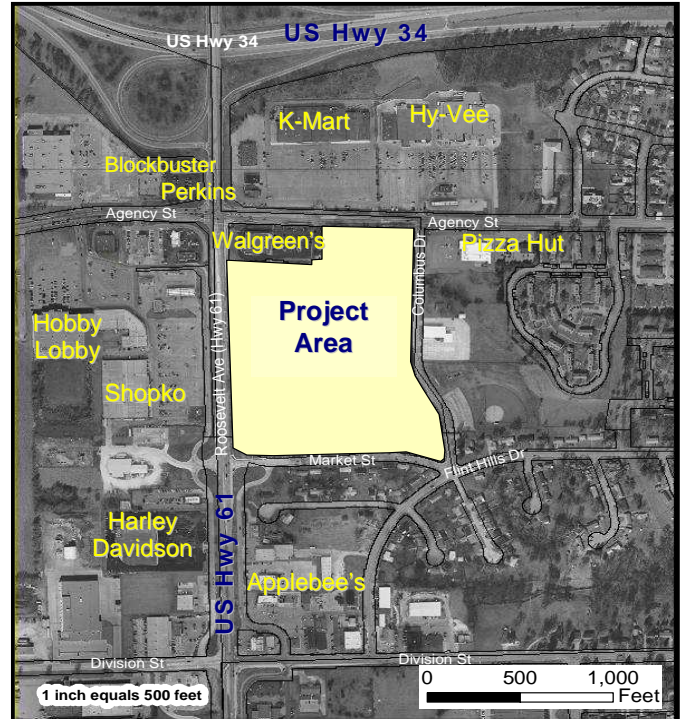 US Hwy 34
US Hwy 34
K-Mart
Hy-Vee
Blockbuster
Perkins
Agency St
Agency St
Walgreen's
Pizza Hut
Columbus Dr
Project
Area
Roosevelt Ave (Hwy 61)
Hobby
Lobby
Shopko
Market St
Flint Hills Dr
US Hwy 61
Harley
Davidson
Applebee's
Division St
Division St
1 inch equals 500 feet
0 500 1,000
Feet